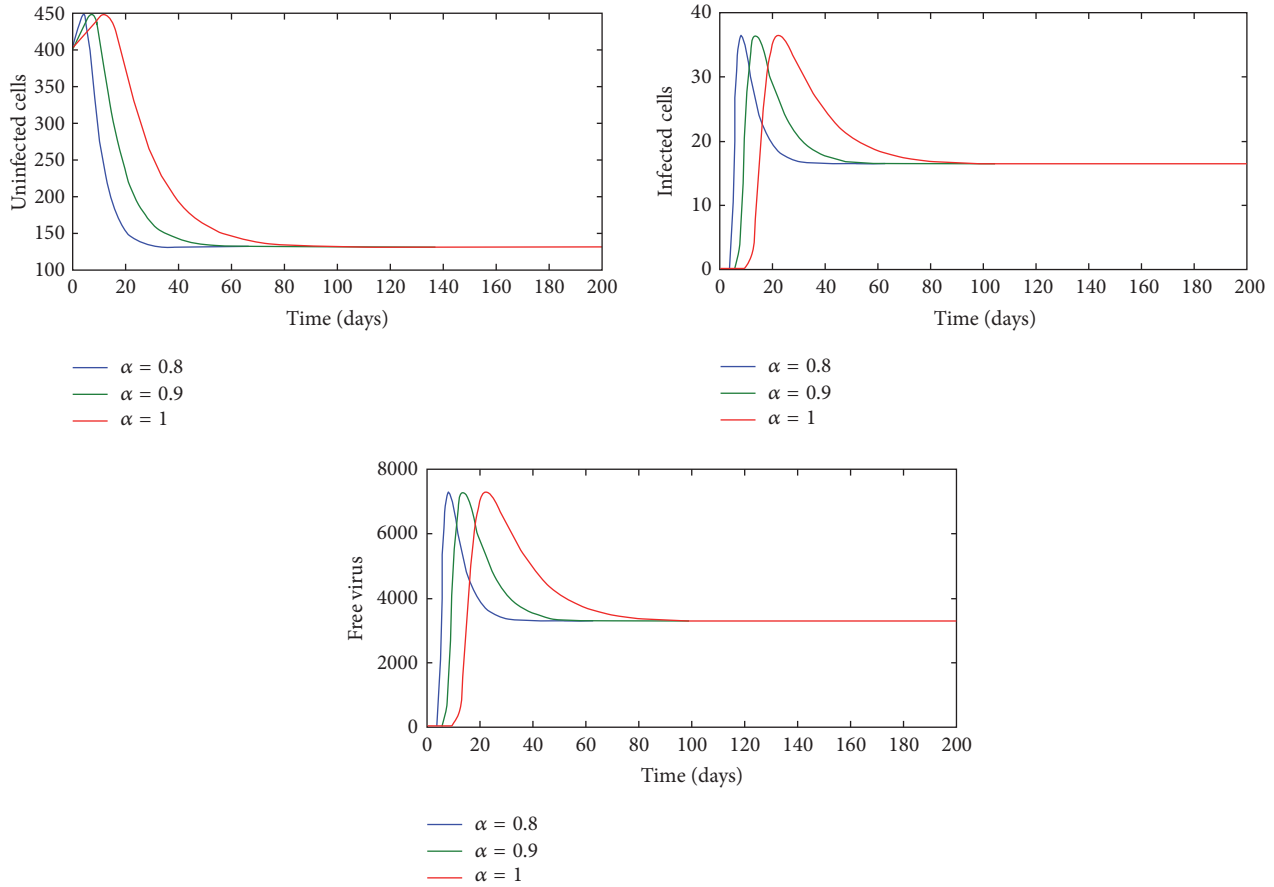 Uninfected cells
450
400
350
300
250
200
150
100
0 20 40 60 80 100 120 140 160 180 200
Time (days)
α = 0.8
α = 0.9
α = 1
Infected cells
40
30
20
10
0
0 20 40 60 80 100 120 140 160 180 200
Time (days)
α = 0.8
α = 0.9
α = 1
Free virus
8000
6000
4000
2000
0
0 20 40 60 80 100 120 140 160 180 200
Time (days)
α = 0.8
α = 0.9
α = 1